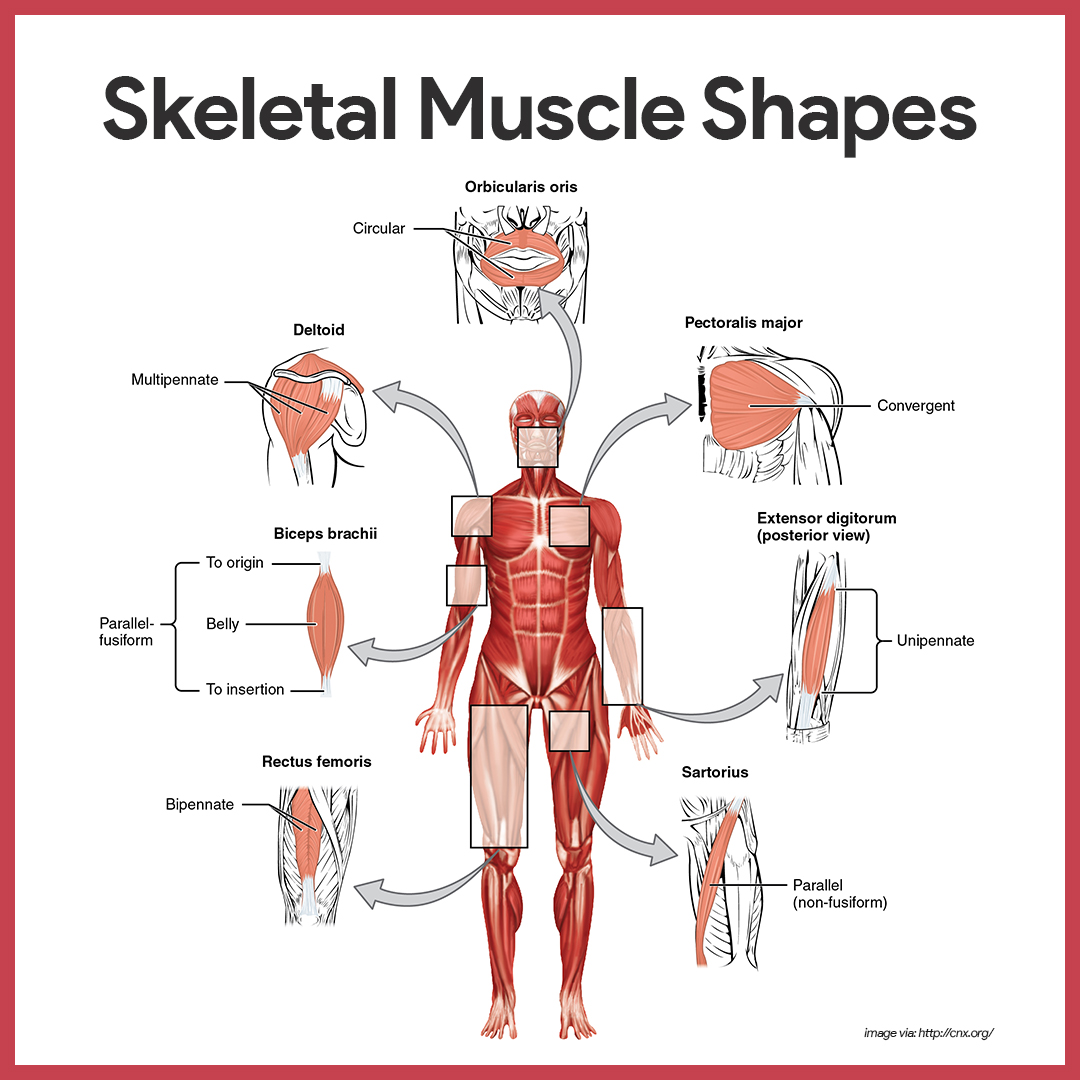 Skeletal Muscle Shapes
Orbicularis oris
Circular
Deltoid
Multipennate
Pectoralis major
Convergent
Biceps brachii
To origin
Parallel-
fusiform
Belly
To insertion
Extensor digitorum
(posterior view)
Unipennate
Rectus femoris
Bipennate
Sartorius
Parallel
(non-fusiform)
image via: http://cnx.org/